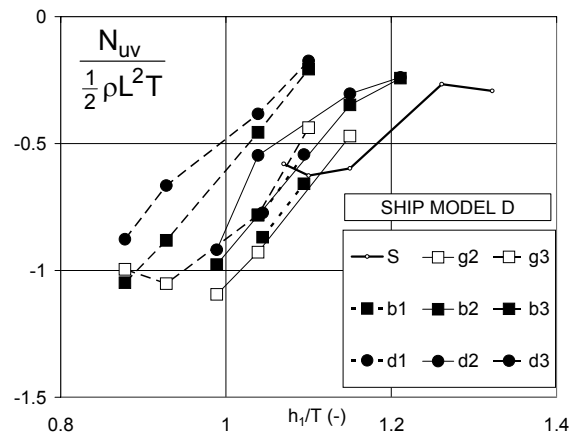 0
N_uv
½ρL²T
-0.5
SHIP MODEL D
S g2 g3
-1
b1 b2 b3
d1 d2 d3
-1.5
0.8 1 1.2 1.4
h₁/T (-)